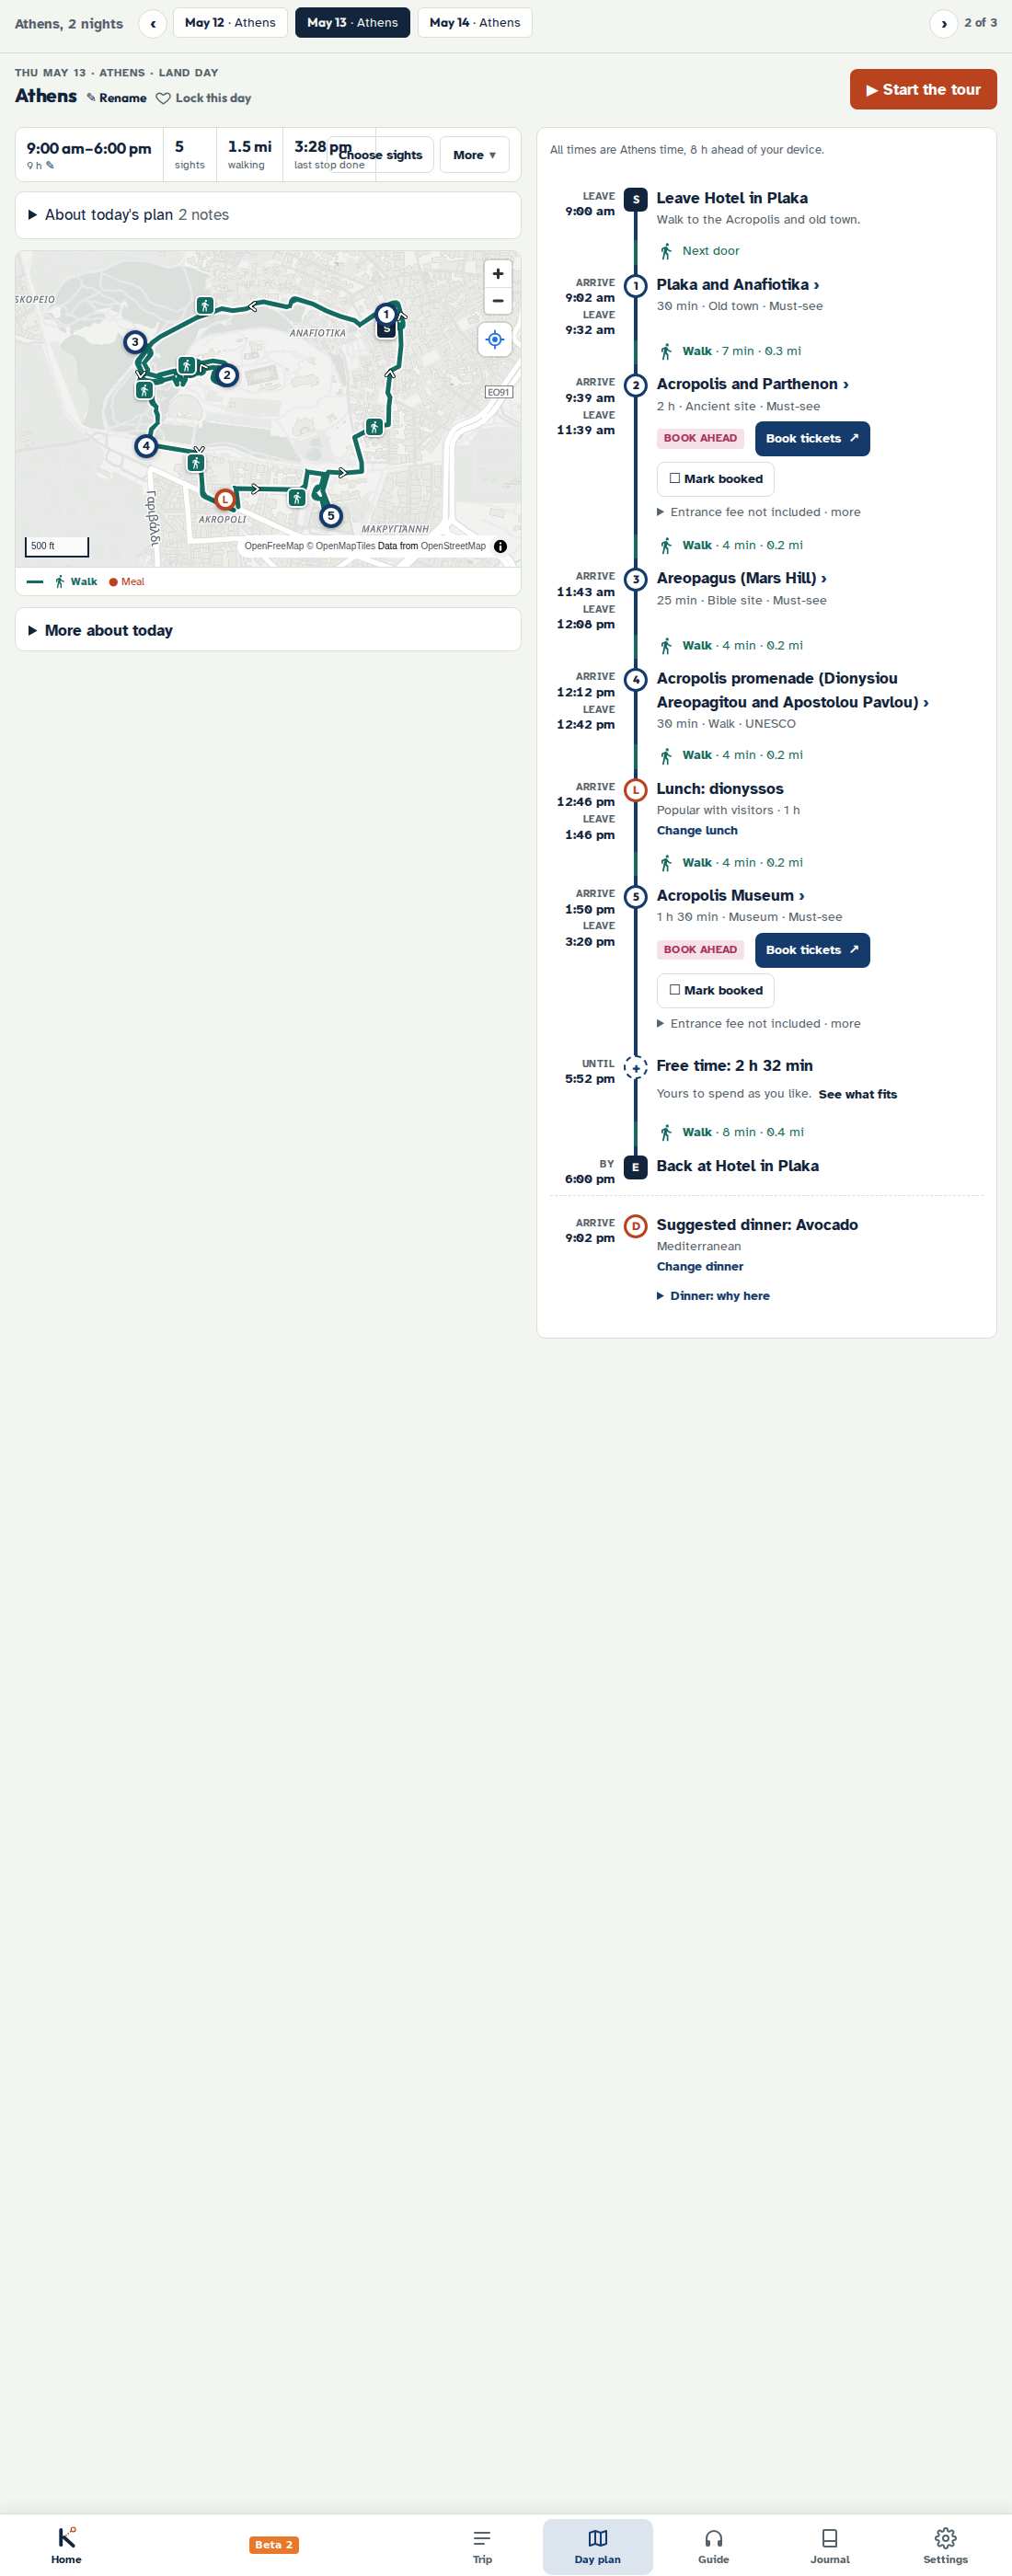 Athens, 2 nights
‹
May 12 · Athens
May 13 · Athens
May 14 · Athens
›
2 of 3
THU MAY 13 · ATHENS · LAND DAY
Athens ✎ Rename Lock this day
▶ Start the tour
9:00 am–6:00 pm
9 h ✎
5
sights
1.5 mi
walking
3:28 pm
last stop done
Choose sights
More ▾
▶ About today's plan 2 notes
SKOPEIO
ANAFIOTIKA
1
S
3
2
EO91
4
L
5
Γαριβάλδι
AKROPOLI
ΜΑΚΡΥΓΙΑΝΝΗ
+
−
500 ft
OpenFreeMap © OpenMapTiles Data from OpenStreetMap
Walk ● Meal
▶ More about today
All times are Athens time, 8 h ahead of your device.
LEAVE
9:00 am
S
Leave Hotel in Plaka
Walk to the Acropolis and old town.
Next door
ARRIVE
9:02 am
LEAVE
9:32 am
1
Plaka and Anafiotika ›
30 min · Old town · Must-see
Walk · 7 min · 0.3 mi
ARRIVE
9:39 am
LEAVE
11:39 am
2
Acropolis and Parthenon ›
2 h · Ancient site · Must-see
BOOK AHEAD
Book tickets ↗
☐ Mark booked
▶ Entrance fee not included · more
Walk · 4 min · 0.2 mi
ARRIVE
11:43 am
LEAVE
12:08 pm
3
Areopagus (Mars Hill) ›
25 min · Bible site · Must-see
Walk · 4 min · 0.2 mi
ARRIVE
12:12 pm
LEAVE
12:42 pm
4
Acropolis promenade (Dionysiou
Areopagitou and Apostolou Pavlou) ›
30 min · Walk · UNESCO
Walk · 4 min · 0.2 mi
ARRIVE
12:46 pm
LEAVE
1:46 pm
L
Lunch: dionyssos
Popular with visitors · 1 h
Change lunch
Walk · 4 min · 0.2 mi
ARRIVE
1:50 pm
LEAVE
3:20 pm
5
Acropolis Museum ›
1 h 30 min · Museum · Must-see
BOOK AHEAD
Book tickets ↗
☐ Mark booked
▶ Entrance fee not included · more
UNTIL
5:52 pm
+
Free time: 2 h 32 min
Yours to spend as you like. See what fits
Walk · 8 min · 0.4 mi
BY
6:00 pm
E
Back at Hotel in Plaka
ARRIVE
9:02 pm
D
Suggested dinner: Avocado
Mediterranean
Change dinner
▶ Dinner: why here
Home
Beta 2
Trip
Day plan
Guide
Journal
Settings